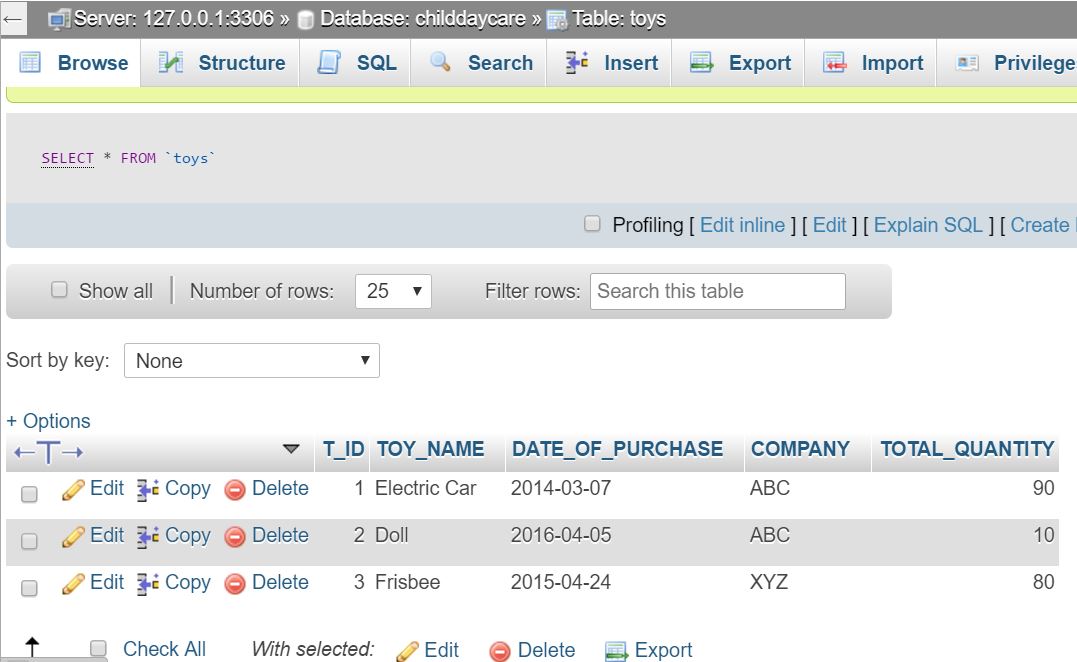 Server: 127.0.0.1:3306 » Database: childdaycare » Table: toys
Browse Structure SQL Search Insert Export Import Privilege
SELECT * FROM `toys`
Profiling [ Edit inline ] [ Edit ] [ Explain SQL ] [ Create
Show all Number of rows: 25 Filter rows: Search this table
Sort by key: None
+ Options
←T→ T_ID TOY_NAME DATE_OF_PURCHASE COMPANY TOTAL_QUANTITY
Edit Copy Delete 1 Electric Car 2014-03-07 ABC 90
Edit Copy Delete 2 Doll 2016-04-05 ABC 10
Edit Copy Delete 3 Frisbee 2015-04-24 XYZ 80
Check All With selected: Edit Delete Export